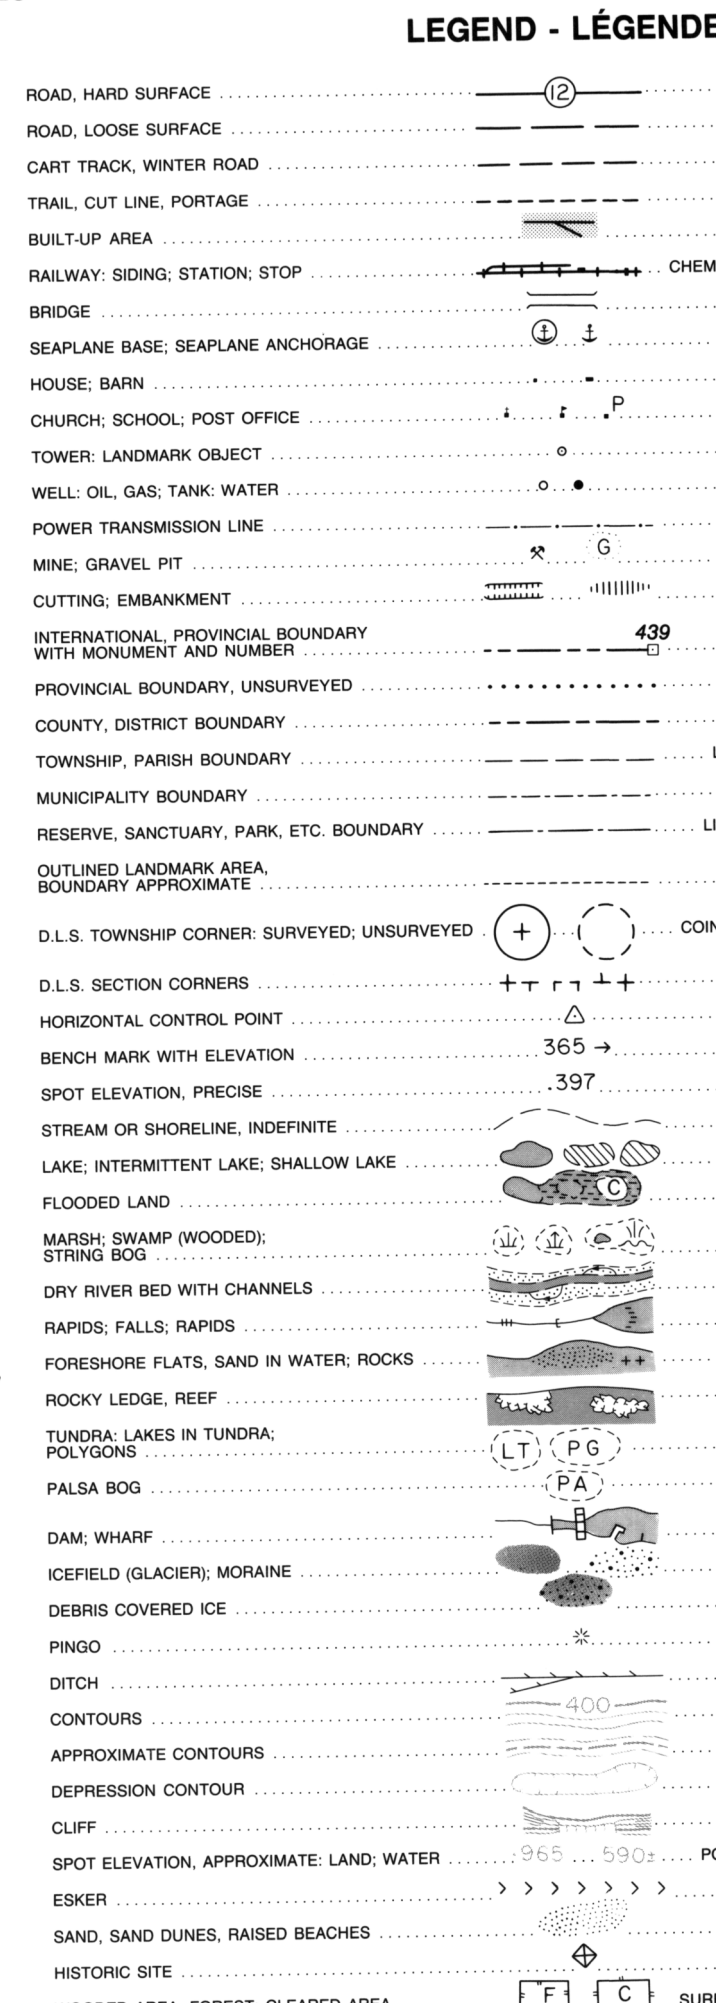 LEGEND - LÉGENDE
ROAD, HARD SURFACE 12
ROAD, LOOSE SURFACE
CART TRACK, WINTER ROAD
TRAIL, CUT LINE, PORTAGE
BUILT-UP AREA
RAILWAY: SIDING; STATION; STOP CHEM
BRIDGE
SEAPLANE BASE; SEAPLANE ANCHORAGE
HOUSE; BARN
CHURCH; SCHOOL; POST OFFICE P
TOWER: LANDMARK OBJECT
WELL: OIL, GAS; TANK: WATER
POWER TRANSMISSION LINE
MINE; GRAVEL PIT G
CUTTING; EMBANKMENT
INTERNATIONAL, PROVINCIAL BOUNDARY 439
WITH MONUMENT AND NUMBER
PROVINCIAL BOUNDARY, UNSURVEYED
COUNTY, DISTRICT BOUNDARY
TOWNSHIP, PARISH BOUNDARY L
MUNICIPALITY BOUNDARY
RESERVE, SANCTUARY, PARK, ETC. BOUNDARY LI
OUTLINED LANDMARK AREA,
BOUNDARY APPROXIMATE
D.L.S. TOWNSHIP CORNER: SURVEYED; UNSURVEYED COIN
D.L.S. SECTION CORNERS
HORIZONTAL CONTROL POINT
BENCH MARK WITH ELEVATION 365 →
SPOT ELEVATION, PRECISE .397
STREAM OR SHORELINE, INDEFINITE
LAKE; INTERMITTENT LAKE; SHALLOW LAKE
FLOODED LAND C
MARSH; SWAMP (WOODED);
STRING BOG
DRY RIVER BED WITH CHANNELS
RAPIDS; FALLS; RAPIDS
FORESHORE FLATS, SAND IN WATER; ROCKS
ROCKY LEDGE, REEF
TUNDRA: LAKES IN TUNDRA;
POLYGONS LT PG
PALSA BOG PA
DAM; WHARF
ICEFIELD (GLACIER); MORAINE
DEBRIS COVERED ICE
PINGO
DITCH
CONTOURS 400
APPROXIMATE CONTOURS
DEPRESSION CONTOUR
CLIFF
SPOT ELEVATION, APPROXIMATE: LAND; WATER .965 590± PO
ESKER
SAND, SAND DUNES, RAISED BEACHES
HISTORIC SITE
WOODED AREA; FOREST; CLEARED AREA F C SURF